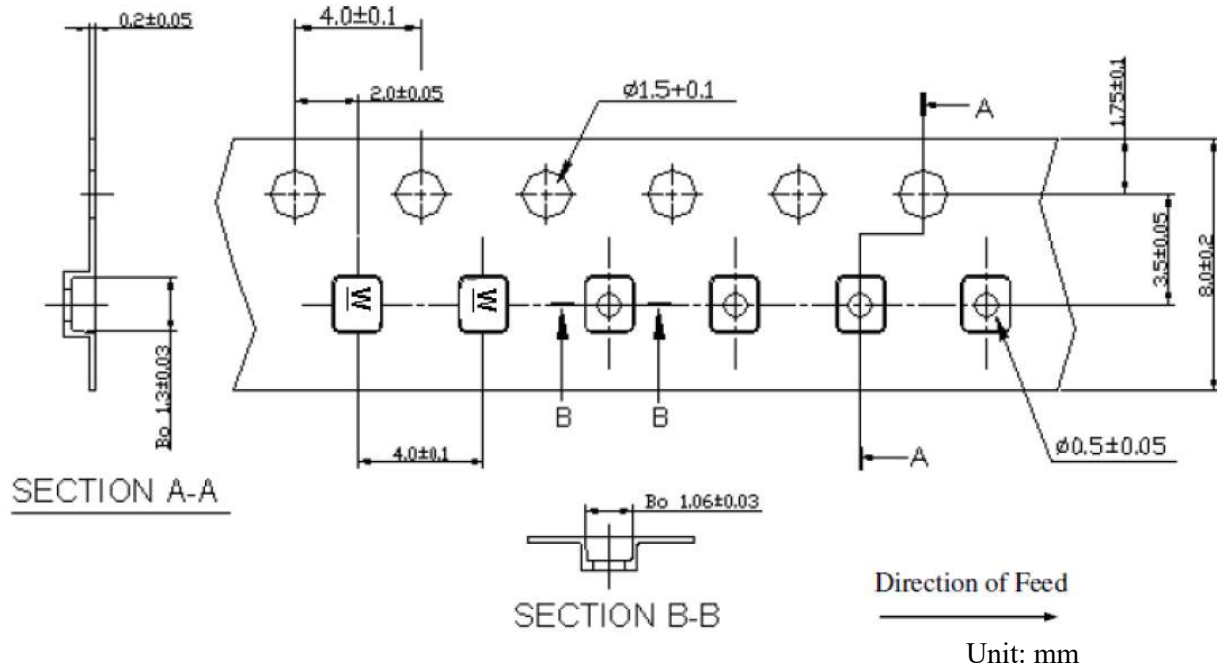 0.2±0.05
4.0±0.1
2.0±0.05
ø1.5+0.1
A
1.75±0.1
3.5±0.05
8.0±0.2
W
W
B
B
Bo 1.3±0.03
4.0±0.1
A
ø0.5±0.05
SECTION A-A
Bo 1.06±0.03
SECTION B-B
Direction of Feed
Unit: mm